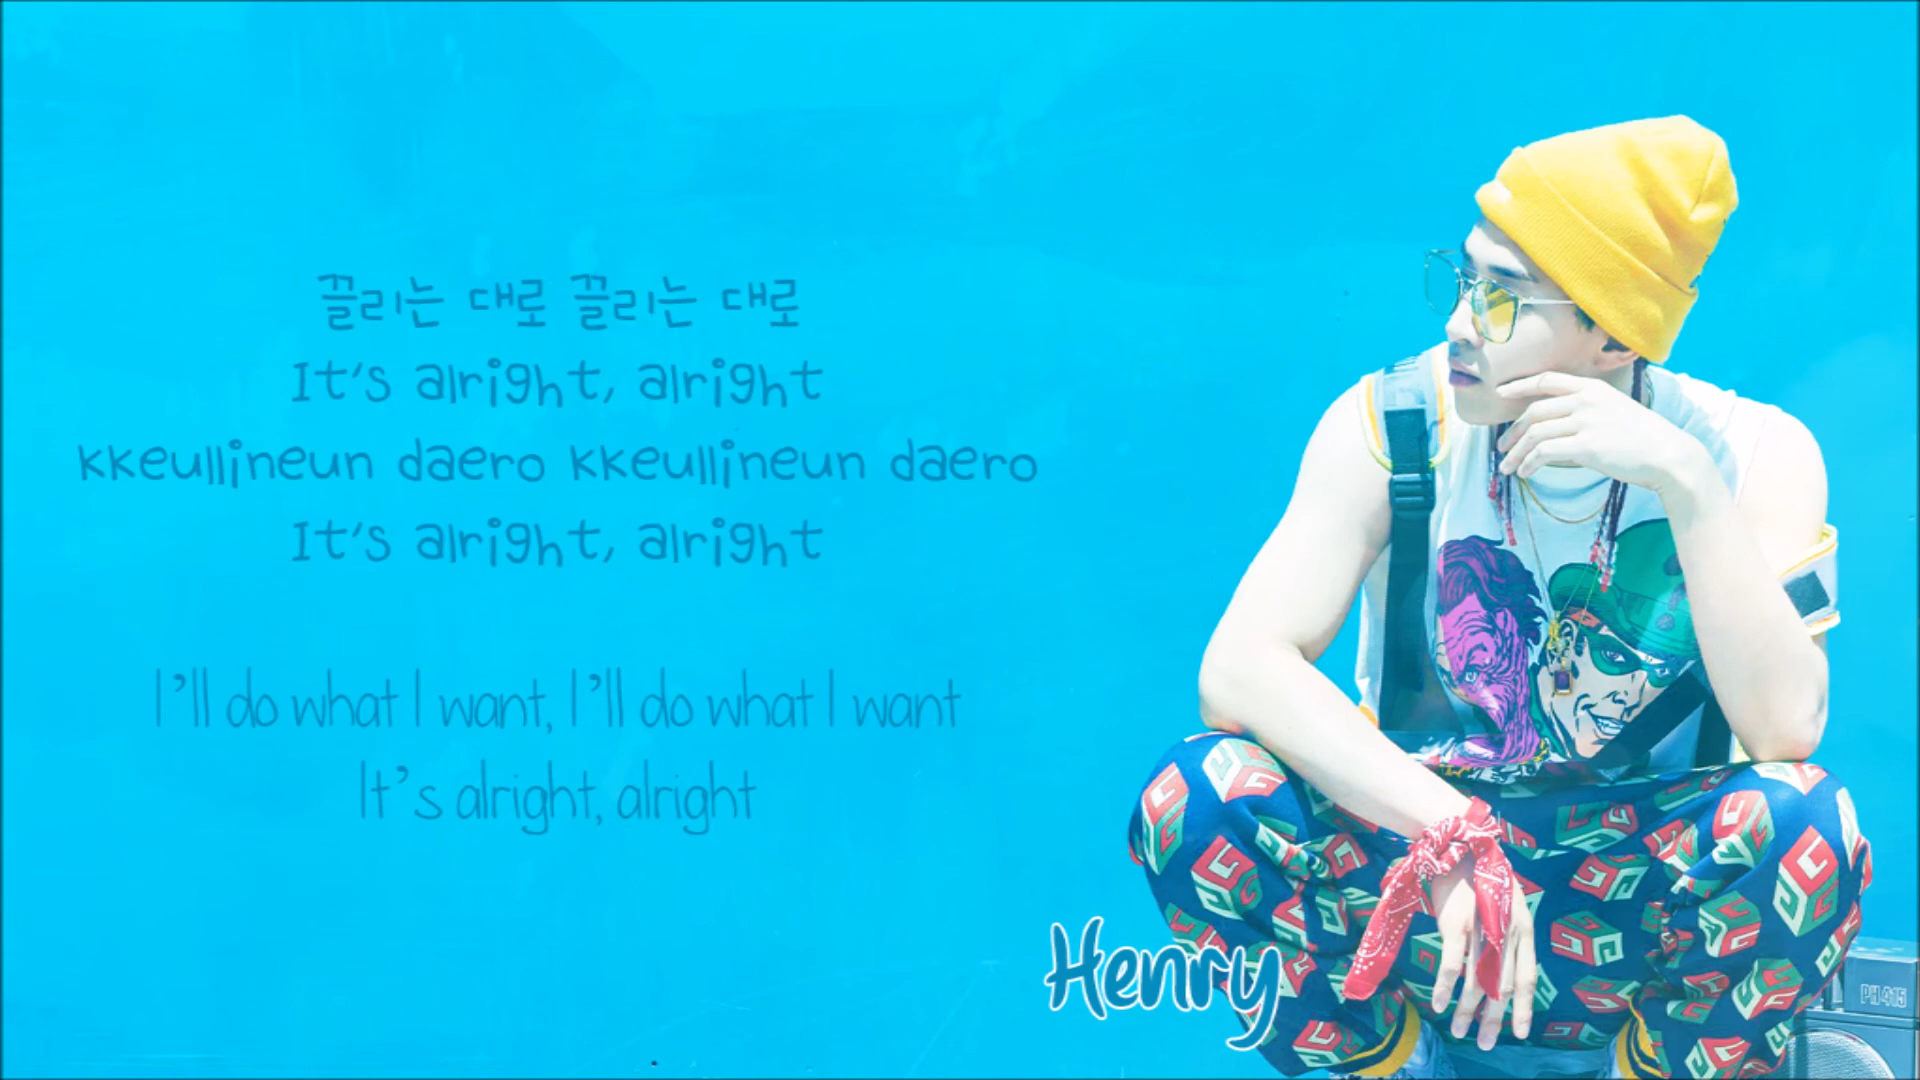 끌리는 대로 끌리는 대로
It's alright, alright
kkeullineun daero kkeullineun daero
It's alright, alright
I'll do what I want, I'll do what I want
It's alright, alright
Henry
PH415